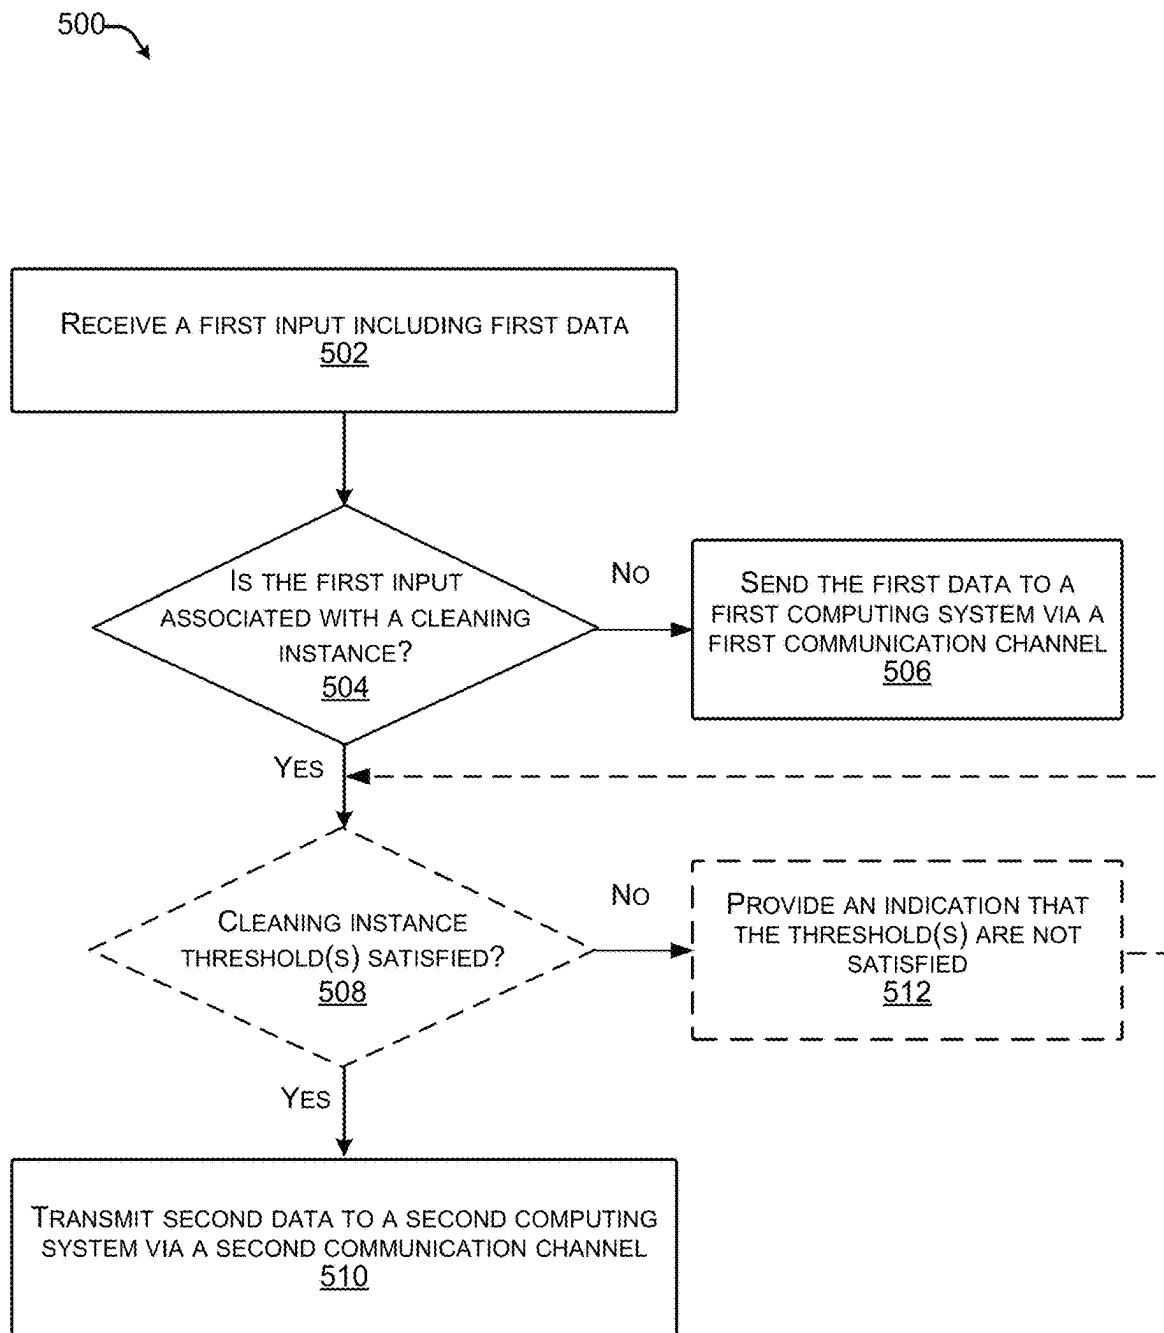 500
RECEIVE A FIRST INPUT INCLUDING FIRST DATA
502
IS THE FIRST INPUT
ASSOCIATED WITH A CLEANING
INSTANCE?
504
NO
SEND THE FIRST DATA TO A
FIRST COMPUTING SYSTEM VIA A
FIRST COMMUNICATION CHANNEL
506
YES
CLEANING INSTANCE
THRESHOLD(S) SATISFIED?
508
NO
PROVIDE AN INDICATION THAT
THE THRESHOLD(S) ARE NOT
SATISFIED
512
YES
TRANSMIT SECOND DATA TO A SECOND COMPUTING
SYSTEM VIA A SECOND COMMUNICATION CHANNEL
510